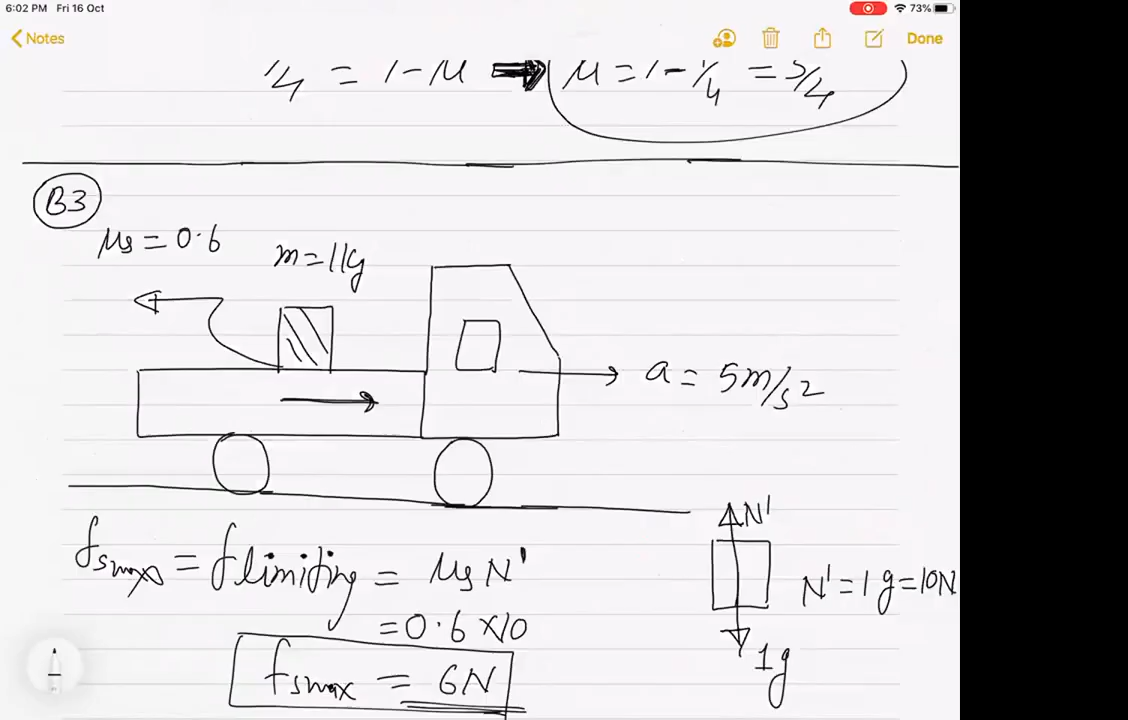 6:02 PM Fri 16 Oct
73%
Notes
Done
1/4 = 1 - μ ⇒ μ = 1 - 1/4 = 3/4
B3
μs = 0.6
m = 1kg
a = 5m/s²
N'
fsmax = flimiting = μs N'
N' = 1g = 10N
= 0.6 × 10
1g
fsmax = 6N